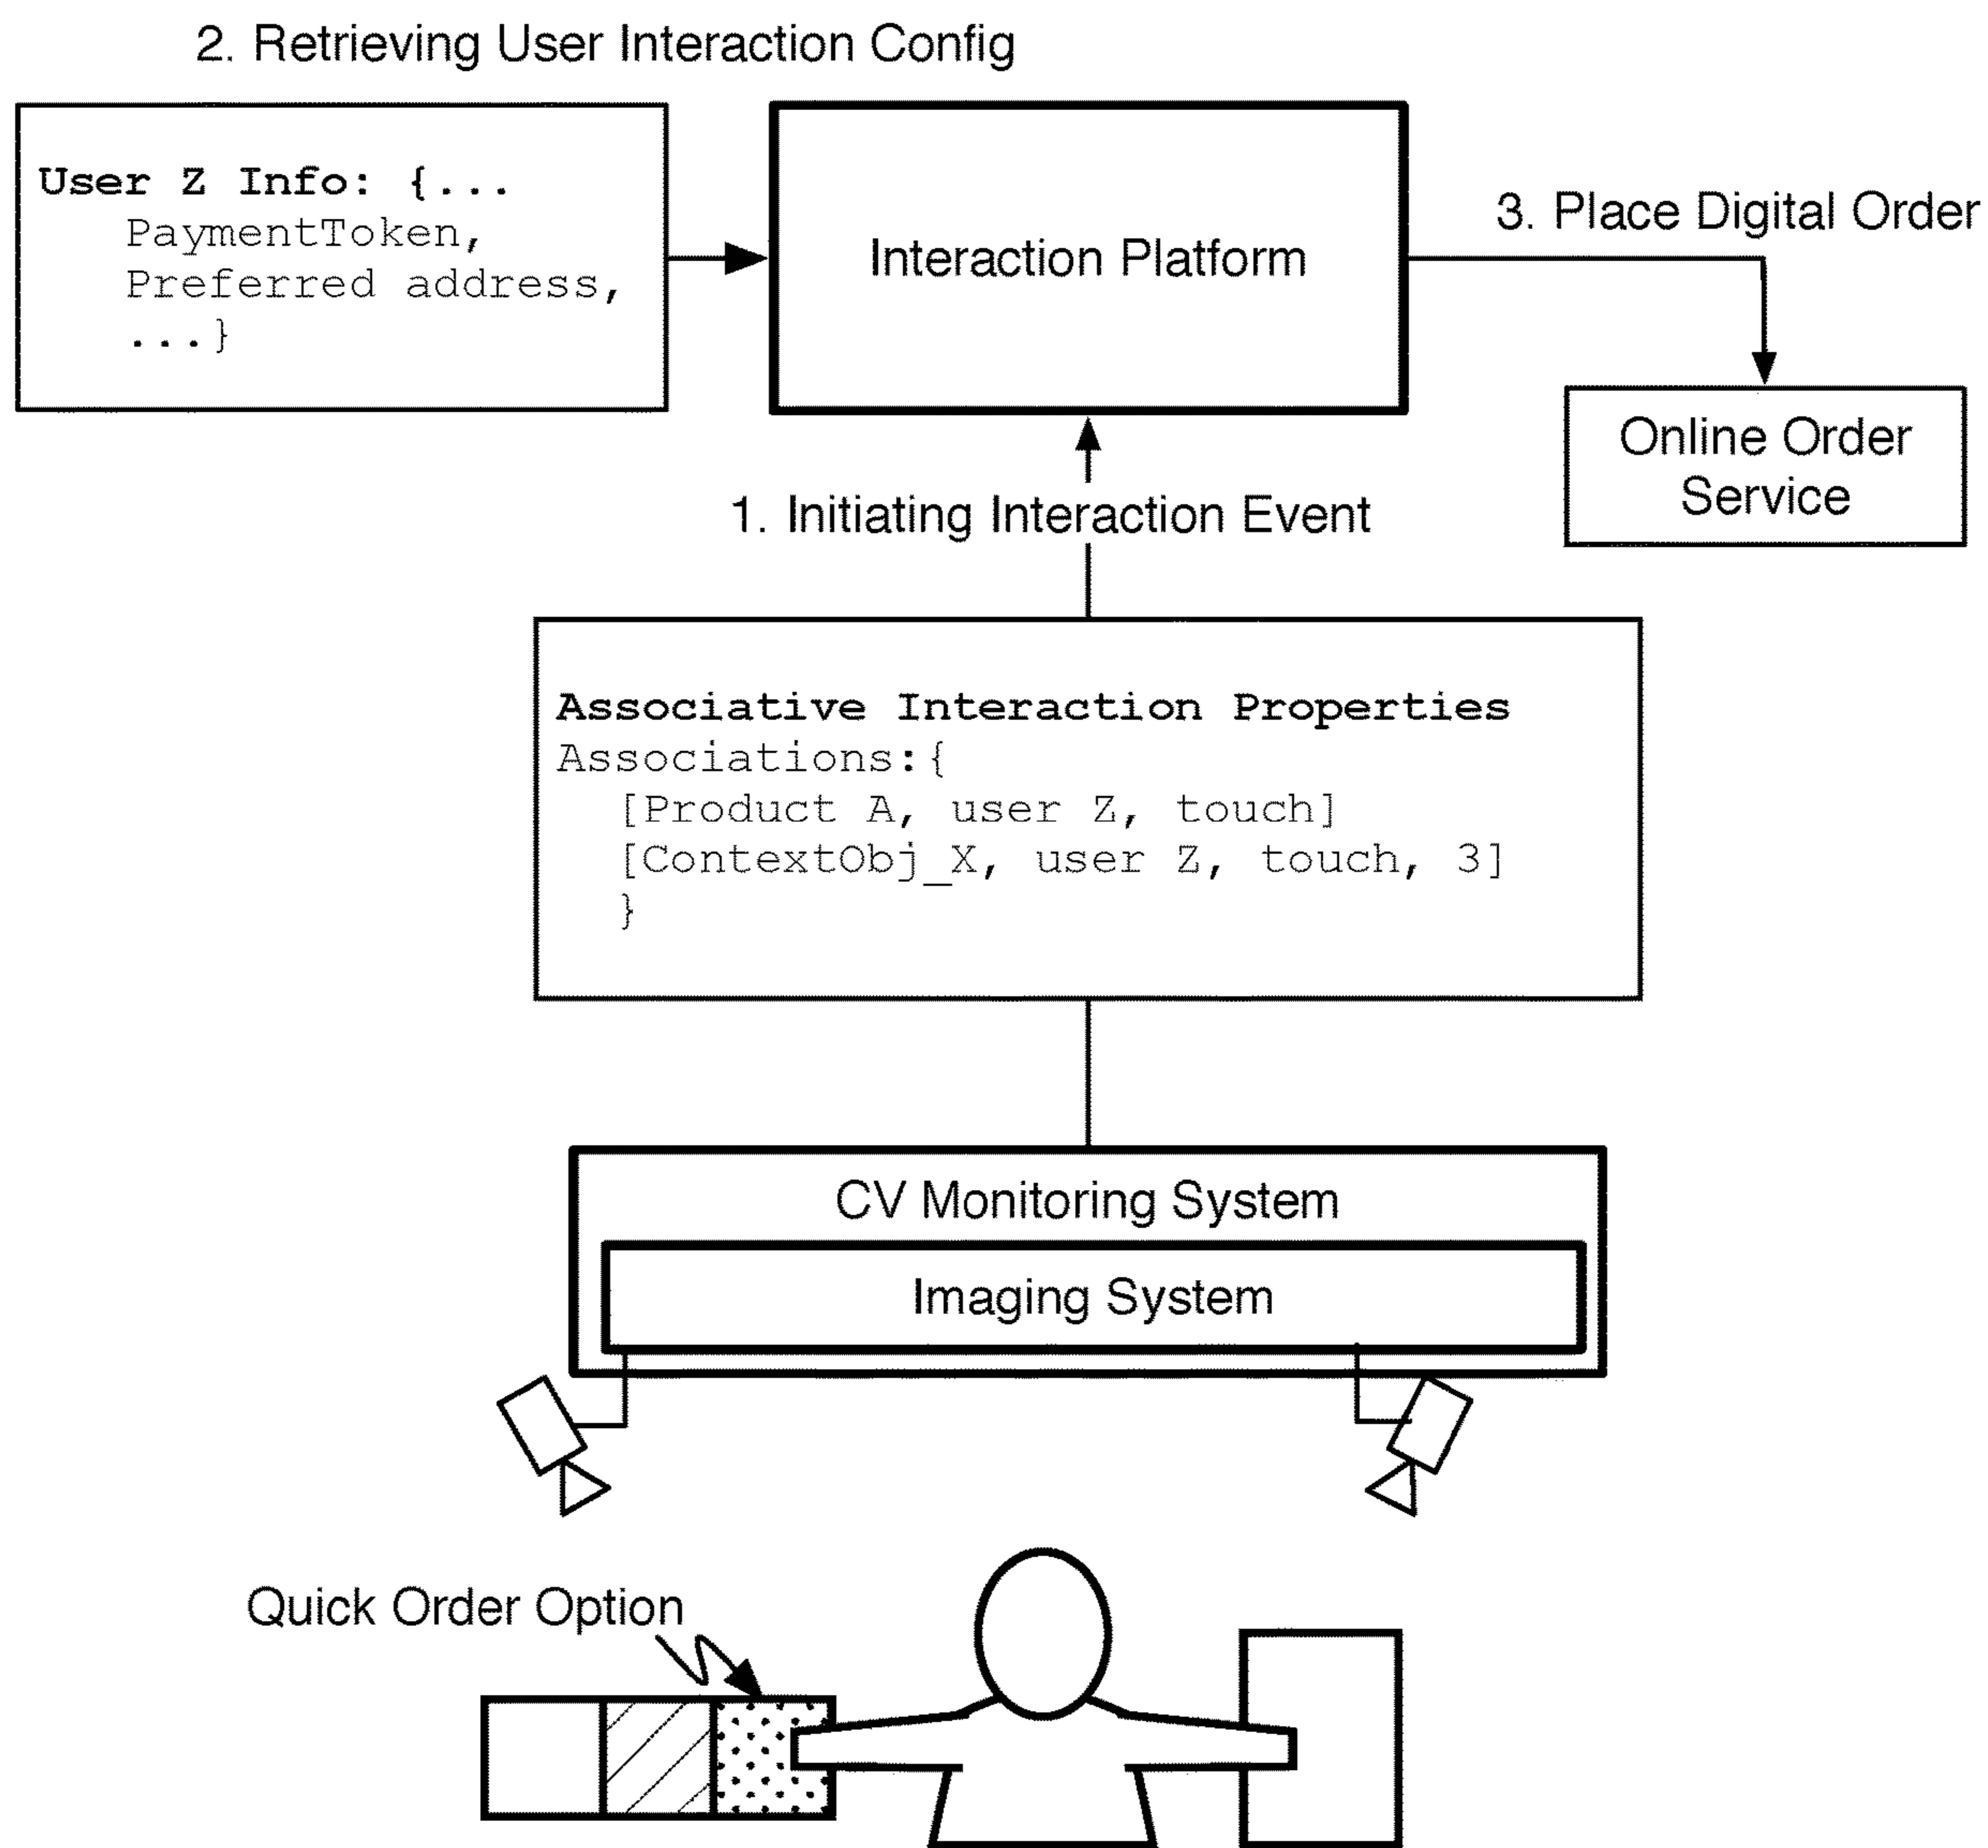 2. Retrieving User Interaction Config
User Z Info: {...
PaymentToken,
Preferred address,
...}
Interaction Platform
3. Place Digital Order
Online Order
Service
1. Initiating Interaction Event
Associative Interaction Properties
Associations:{
[Product A, user Z, touch]
[ContextObj_X, user Z, touch, 3]
}
CV Monitoring System
Imaging System
Quick Order Option